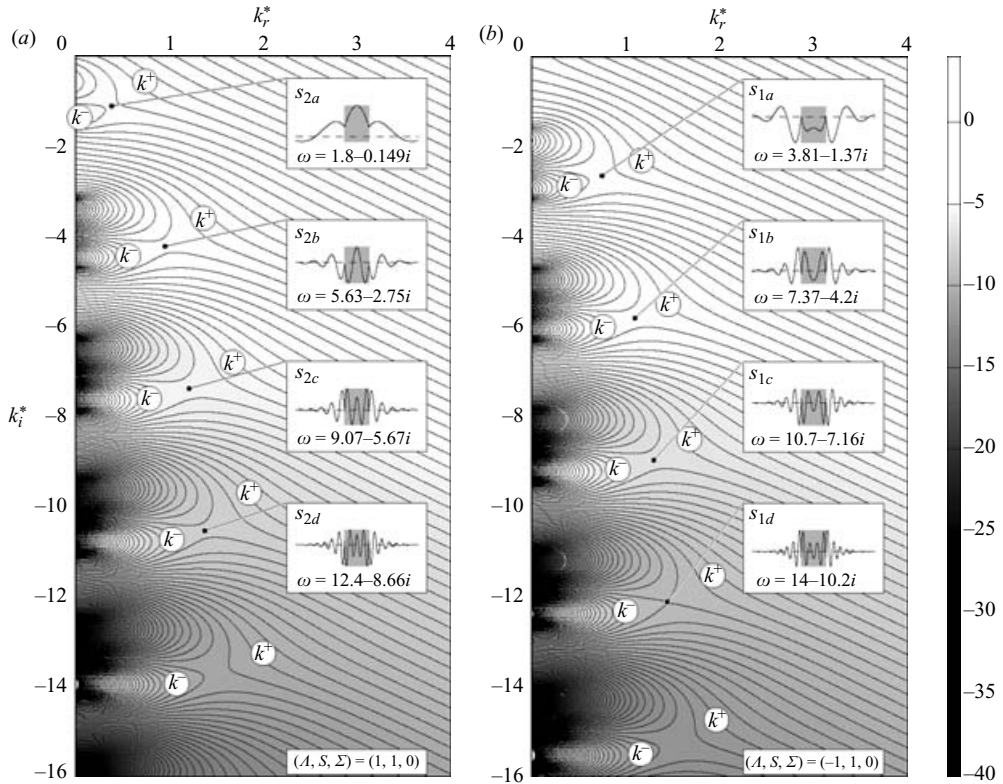 (a)
k_r^*
0 1 2 3 4
k_i^*
–2
–4
–6
–8
–10
–12
–14
–16
k^+
k^–
k^+
k^–
k^+
k^–
k^+
k^–
k^+
k^–
s_{2a}
ω = 1.8–0.149i
s_{2b}
ω = 5.63–2.75i
s_{2c}
ω = 9.07–5.67i
s_{2d}
ω = 12.4–8.66i
(Λ, S, Σ) = (1, 1, 0)
(b)
k_r^*
0 1 2 3 4
–2
–4
–6
–8
–10
–12
–14
–16
k^+
k^–
k^+
k^–
k^+
k^–
k^+
k^–
k^+
k^–
s_{1a}
ω = 3.81–1.37i
s_{1b}
ω = 7.37–4.2i
s_{1c}
ω = 10.7–7.16i
s_{1d}
ω = 14–10.2i
(Λ, S, Σ) = (–1, 1, 0)
0
–5
–10
–15
–20
–25
–30
–35
–40